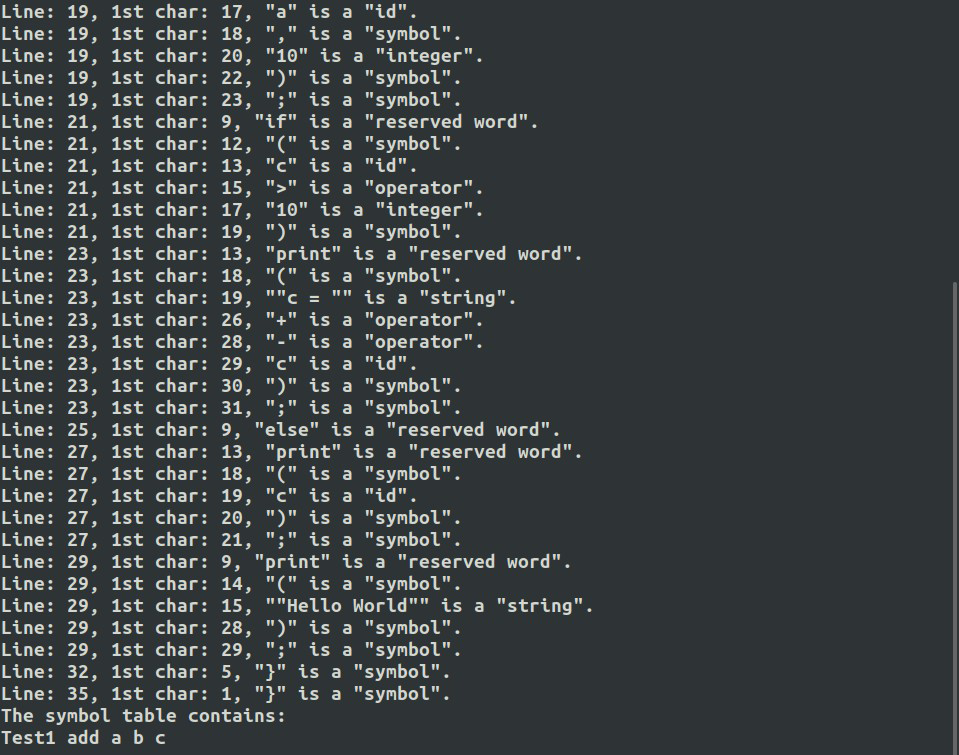 Line: 19, 1st char: 17, "a" is a "id".
Line: 19, 1st char: 18, "," is a "symbol".
Line: 19, 1st char: 20, "10" is a "integer".
Line: 19, 1st char: 22, ")" is a "symbol".
Line: 19, 1st char: 23, ";" is a "symbol".
Line: 21, 1st char: 9, "if" is a "reserved word".
Line: 21, 1st char: 12, "(" is a "symbol".
Line: 21, 1st char: 13, "c" is a "id".
Line: 21, 1st char: 15, ">" is a "operator".
Line: 21, 1st char: 17, "10" is a "integer".
Line: 21, 1st char: 19, ")" is a "symbol".
Line: 23, 1st char: 13, "print" is a "reserved word".
Line: 23, 1st char: 18, "(" is a "symbol".
Line: 23, 1st char: 19, ""c = "" is a "string".
Line: 23, 1st char: 26, "+" is a "operator".
Line: 23, 1st char: 28, "-" is a "operator".
Line: 23, 1st char: 29, "c" is a "id".
Line: 23, 1st char: 30, ")" is a "symbol".
Line: 23, 1st char: 31, ";" is a "symbol".
Line: 25, 1st char: 9, "else" is a "reserved word".
Line: 27, 1st char: 13, "print" is a "reserved word".
Line: 27, 1st char: 18, "(" is a "symbol".
Line: 27, 1st char: 19, "c" is a "id".
Line: 27, 1st char: 20, ")" is a "symbol".
Line: 27, 1st char: 21, ";" is a "symbol".
Line: 29, 1st char: 9, "print" is a "reserved word".
Line: 29, 1st char: 14, "(" is a "symbol".
Line: 29, 1st char: 15, ""Hello World"" is a "string".
Line: 29, 1st char: 28, ")" is a "symbol".
Line: 29, 1st char: 29, ";" is a "symbol".
Line: 32, 1st char: 5, "}" is a "symbol".
Line: 35, 1st char: 1, "}" is a "symbol".
The symbol table contains:
Test1 add a b c